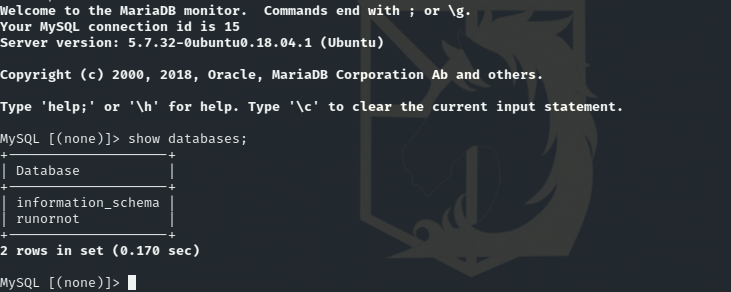 Welcome to the MariaDB monitor.  Commands end with ; or \g.
Your MySQL connection id is 15
Server version: 5.7.32-0ubuntu0.18.04.1 (Ubuntu)
Copyright (c) 2000, 2018, Oracle, MariaDB Corporation Ab and others.
Type 'help;' or '\h' for help. Type '\c' to clear the current input statement.
MySQL [(none)]> show databases;
+--------------------+
| Database           |
+--------------------+
| information_schema |
| runornot           |
+--------------------+
2 rows in set (0.170 sec)
MySQL [(none)]>